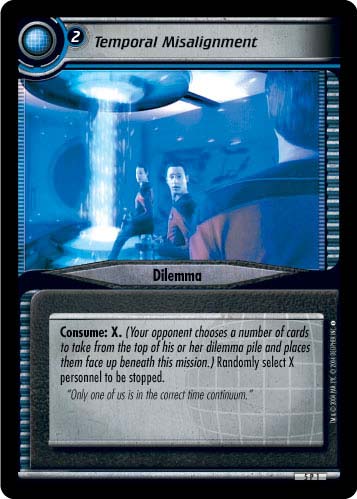 2
Temporal Misalignment
Dilemma
Consume: X. (Your opponent chooses a number of cards
to take from the top of his or her dilemma pile and places
them face up beneath this mission.) Randomly select X
personnel to be stopped.
"Only one of us is in the correct time continuum."